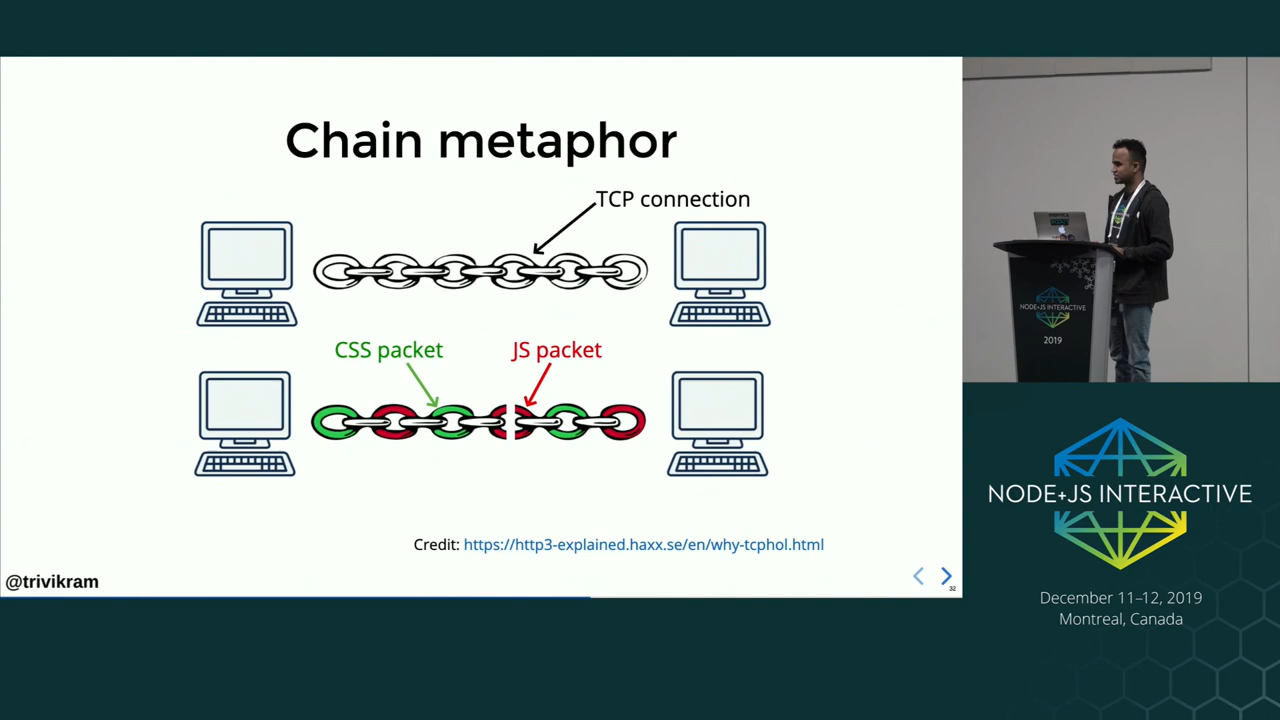 Chain metaphor
TCP connection
CSS packet
JS packet
Credit: https://http3-explained.haxx.se/en/why-tcphol.html
@trivikram
32
NODE+JS INTERACTIVE
2019
NODE+JS INTERACTIVE
December 11–12, 2019
Montreal, Canada